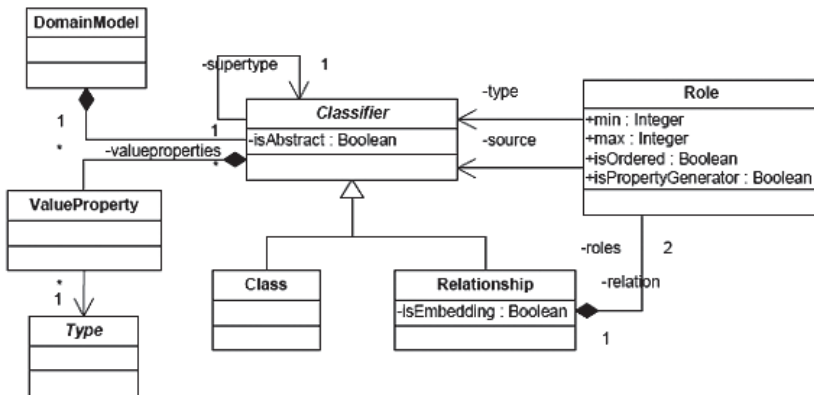 DomainModel
-supertype
1
Classifier
-isAbstract : Boolean
-type
-source
Role
+min : Integer
+max : Integer
+isOrdered : Boolean
+isPropertyGenerator : Boolean
1
1
*
-valueproperties
*
ValueProperty
*
1
Type
Class
Relationship
-isEmbedding : Boolean
-roles
2
-relation
1